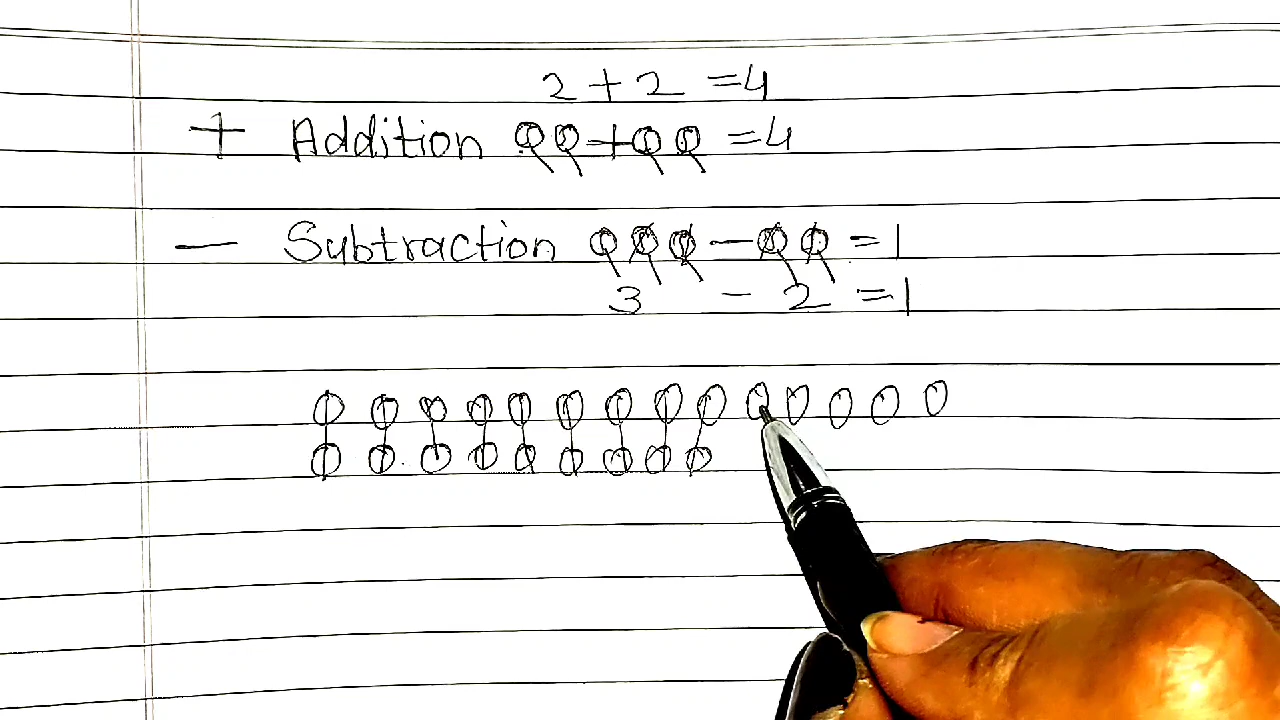 2 + 2 = 4
+ Addition + = 4
— Subtraction — = 1
3 - 2 = 1